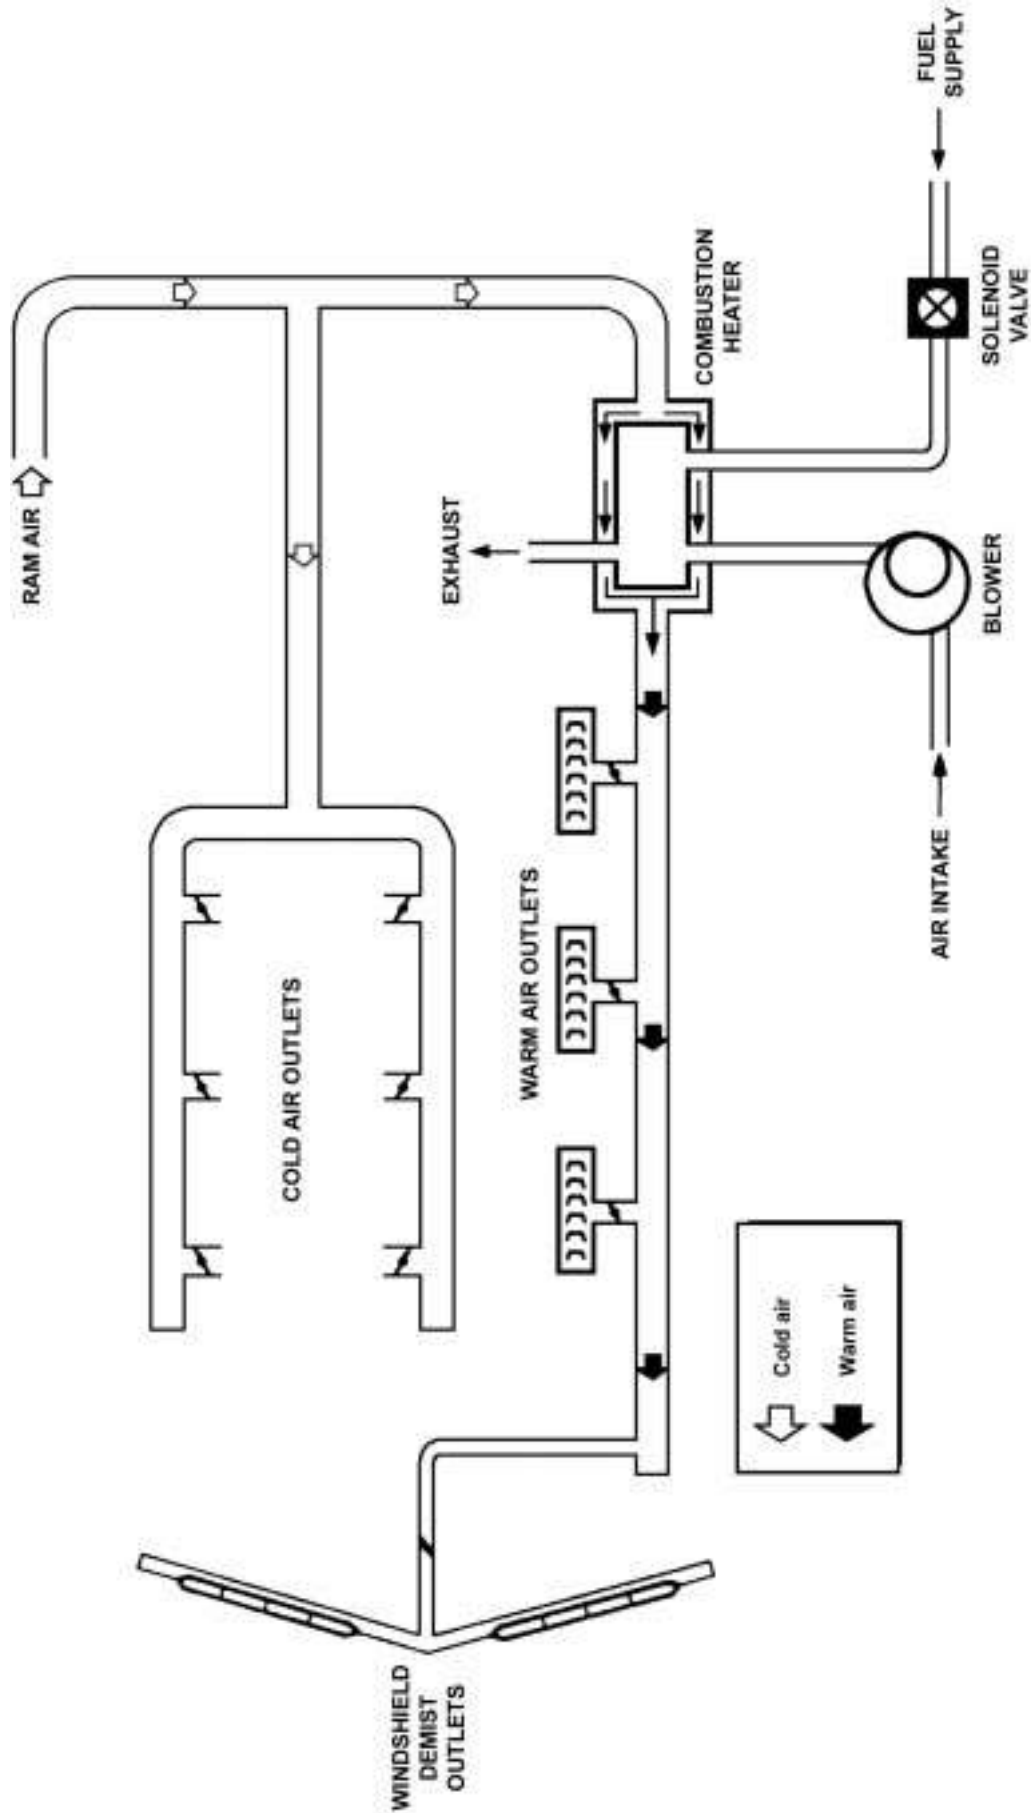 RAM AIR
EXHAUST
COMBUSTION
HEATER
FUEL
SUPPLY
SOLENOID
VALVE
BLOWER
AIR INTAKE
COLD AIR OUTLETS
WARM AIR OUTLETS
WINDSHIELD
DEMIST
OUTLETS
Cold air
Warm air